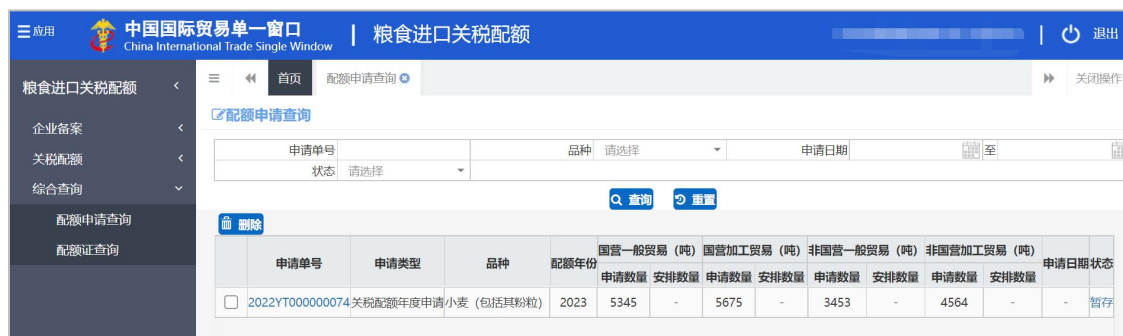 应用
中国国际贸易单一窗口
China International Trade Single Window
粮食进口关税配额
退出
粮食进口关税配额
首页
配额申请查询
关闭操作
配额申请查询
企业备案
关税配额
综合查询
配额申请查询
配额证查询
申请单号
品种 请选择
申请日期
至
状态 请选择
查询 重置
删除
申请单号 申请类型 品种 配额年份 国营一般贸易(吨) 国营加工贸易(吨) 非国营一般贸易(吨) 非国营加工贸易(吨) 申请日期 状态
申请数量 安排数量 申请数量 安排数量 申请数量 安排数量 申请数量 安排数量
2022YT000000074 关税配额年度申请 小麦(包括其粉粒) 2023 5345 - 5675 - 3453 - 4564 - - 暂存